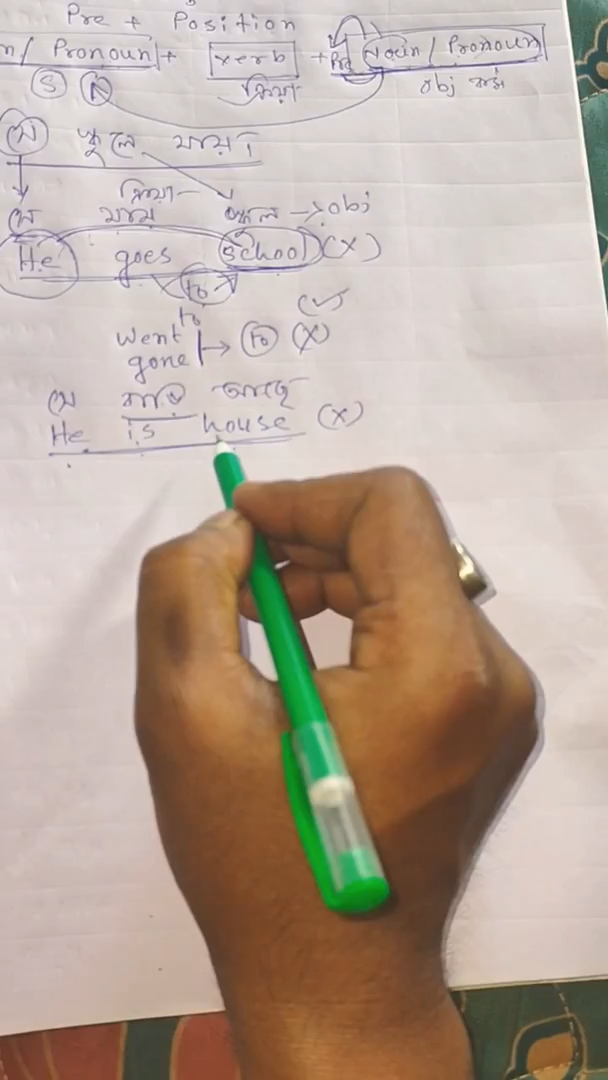 Pre + Position
n / Pronoun + verb + Pre Noun / Pronoun
S ক্রিয়া obj কর্ম
সে স্কুলে যায়।
ক্রিয়া
সে যায় স্কুল → obj
He goes school (x)
to
to (✓)
went → to (x)
gone
সে বাড়ি আছে
He is house (x)